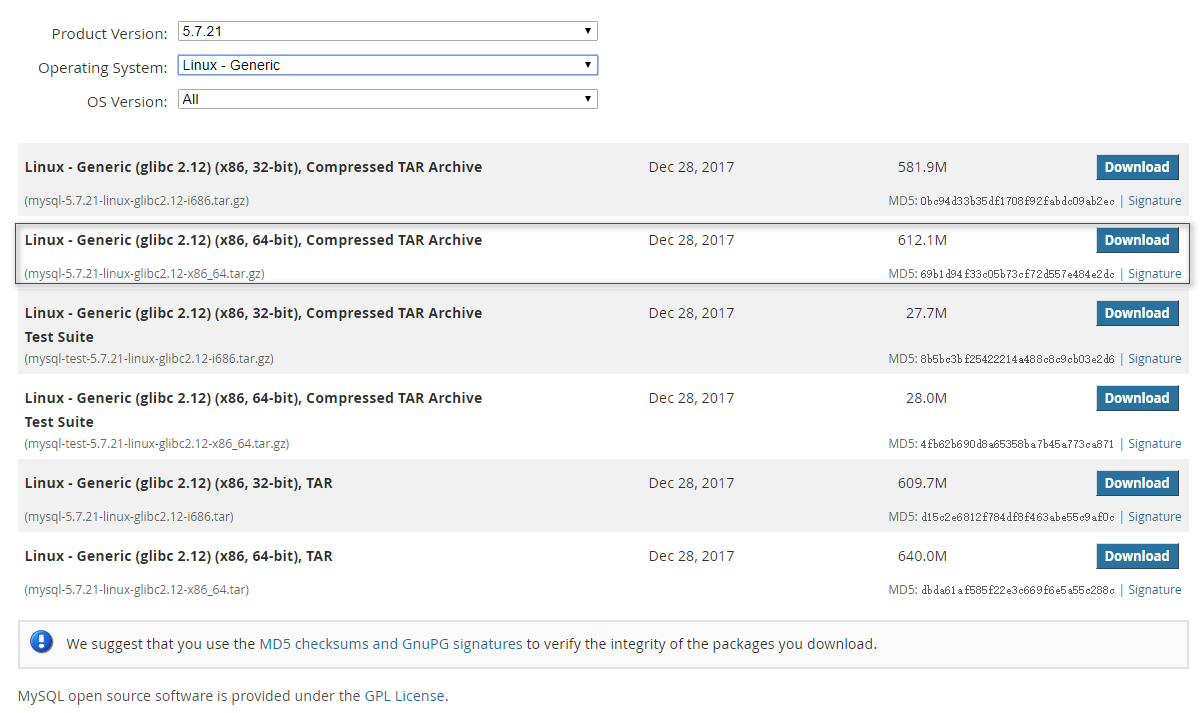 Product Version: 5.7.21
Operating System: Linux - Generic
OS Version: All
Linux - Generic (glibc 2.12) (x86, 32-bit), Compressed TAR Archive Dec 28, 2017 581.9M Download
(mysql-5.7.21-linux-glibc2.12-i686.tar.gz) MD5: 0bc94d33b35df1708f92fabdc09ab2ec | Signature
Linux - Generic (glibc 2.12) (x86, 64-bit), Compressed TAR Archive Dec 28, 2017 612.1M Download
(mysql-5.7.21-linux-glibc2.12-x86_64.tar.gz) MD5: 69b1d94f33c05b73cf72d557e484e2dc | Signature
Linux - Generic (glibc 2.12) (x86, 32-bit), Compressed TAR Archive Dec 28, 2017 27.7M Download
Test Suite
(mysql-test-5.7.21-linux-glibc2.12-i686.tar.gz) MD5: 8b5bc3bf25422214a488c8c9cb03e2d6 | Signature
Linux - Generic (glibc 2.12) (x86, 64-bit), Compressed TAR Archive Dec 28, 2017 28.0M Download
Test Suite
(mysql-test-5.7.21-linux-glibc2.12-x86_64.tar.gz) MD5: 4fb62b690d8a65358ba7b45a773ca871 | Signature
Linux - Generic (glibc 2.12) (x86, 32-bit), TAR Dec 28, 2017 609.7M Download
(mysql-5.7.21-linux-glibc2.12-i686.tar) MD5: d15c2e6812f784df8f463abe55c9af0c | Signature
Linux - Generic (glibc 2.12) (x86, 64-bit), TAR Dec 28, 2017 640.0M Download
(mysql-5.7.21-linux-glibc2.12-x86_64.tar) MD5: dbda61af585f22e3c669f6e5a55c288c | Signature
We suggest that you use the MD5 checksums and GnuPG signatures to verify the integrity of the packages you download.
MySQL open source software is provided under the GPL License.